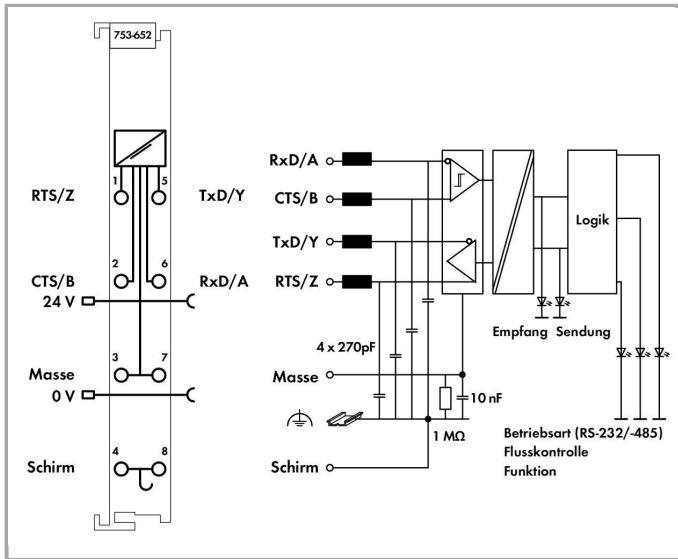 753-652
1 5
RTS/Z TxD/Y
2 6
CTS/B RxD/A
24 V
3 7
Masse
0 V
4 8
Schirm
RxD/A
CTS/B
TxD/Y
RTS/Z
Logik
Empfang Sendung
4 x 270pF
Masse
10 nF
1 MΩ
Schirm
Betriebsart (RS-232/-485)
Flusskontrolle
Funktion